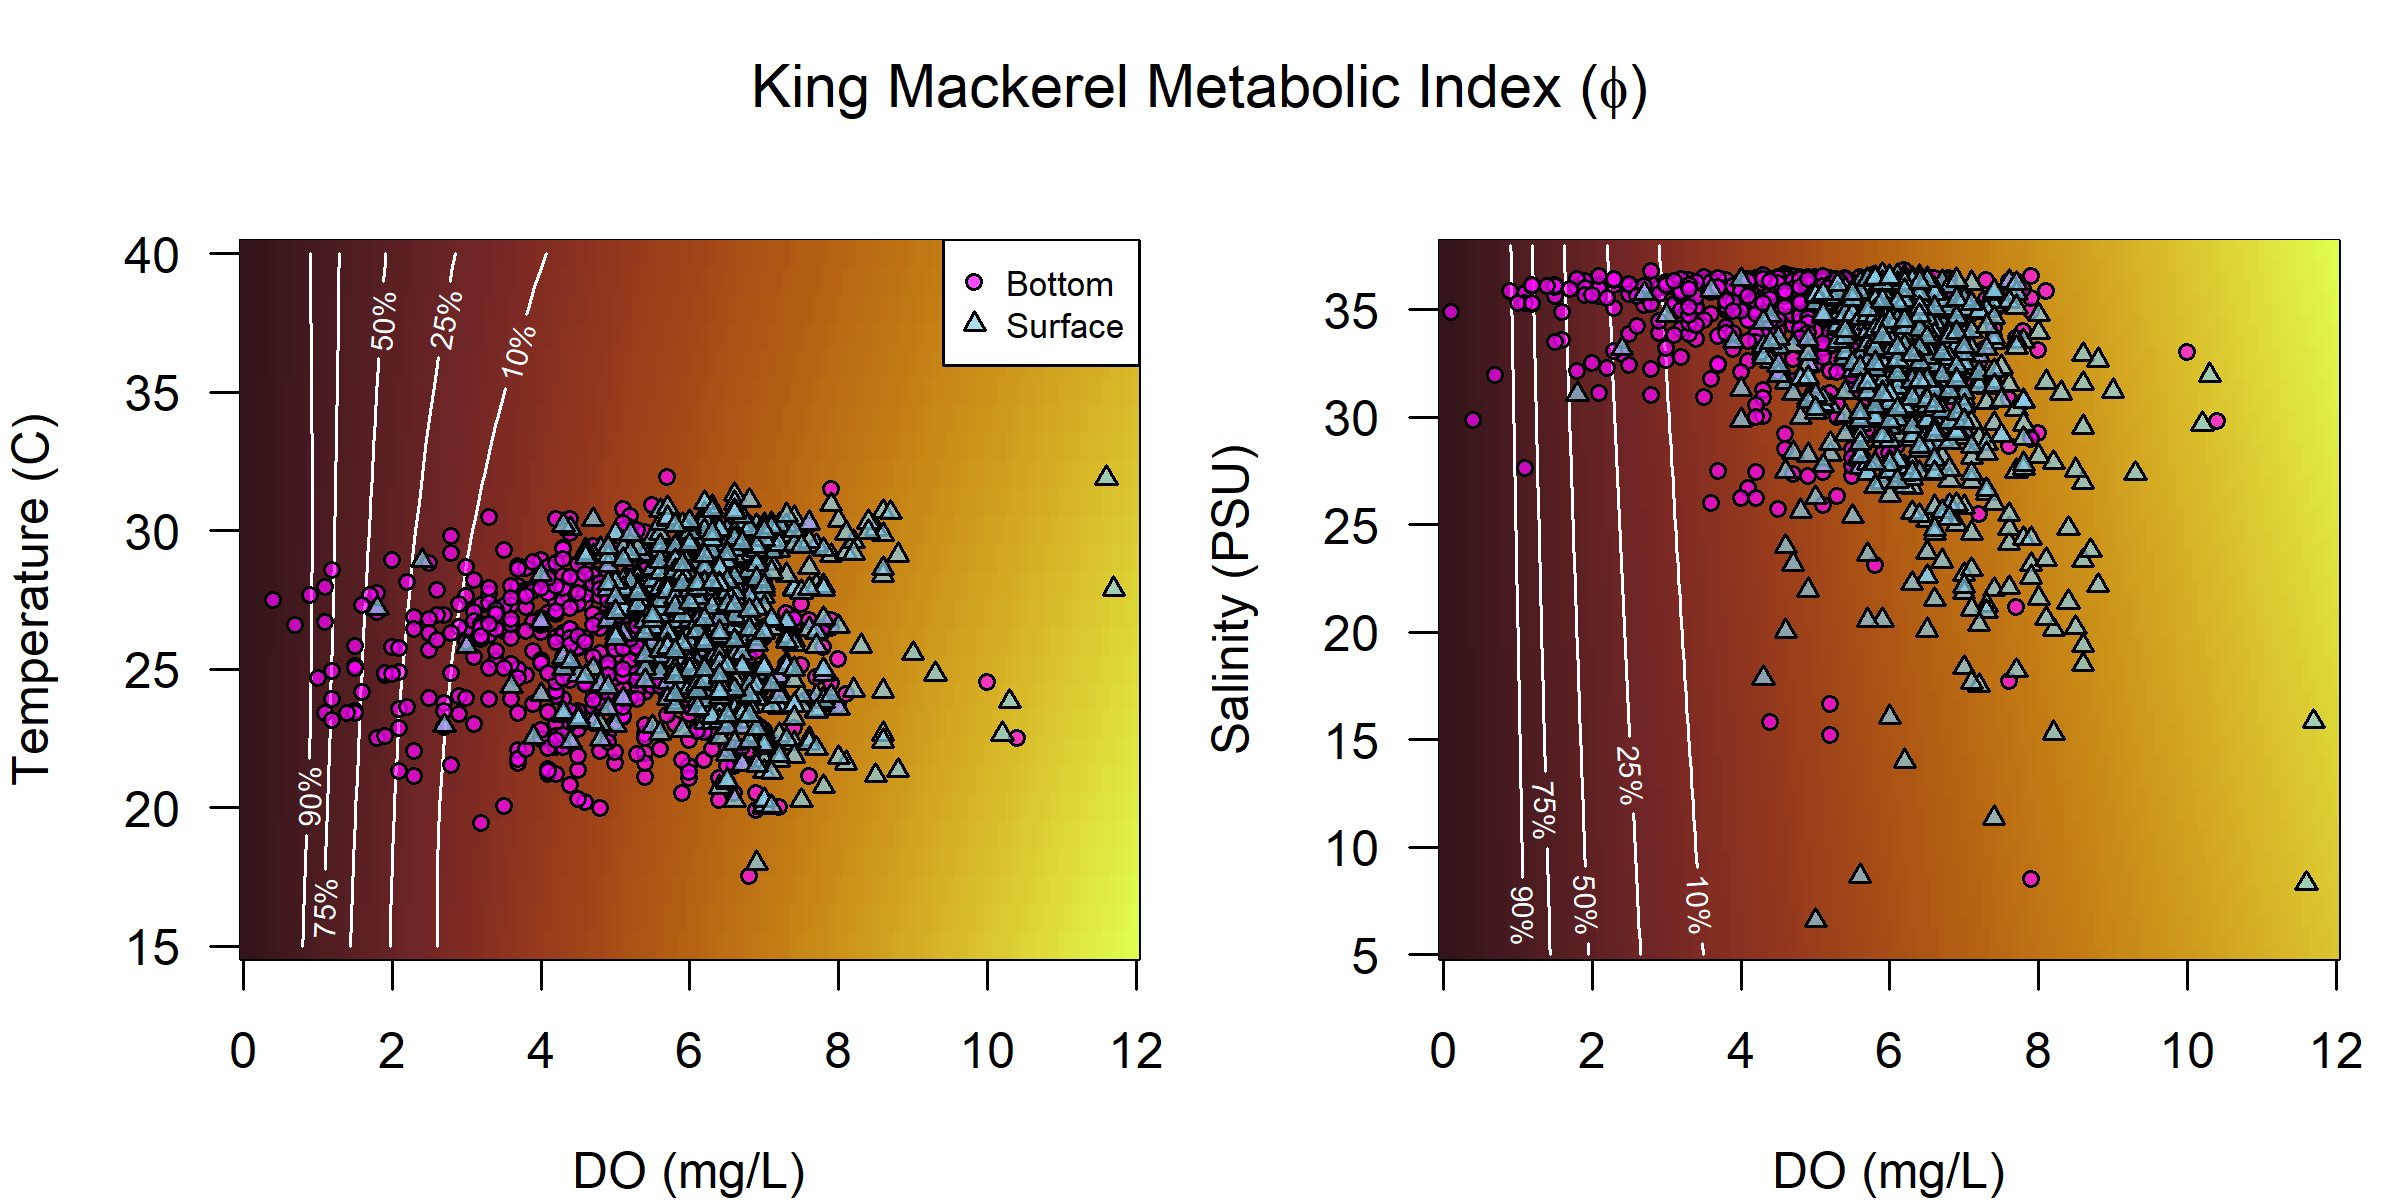 King Mackerel Metabolic Index (ϕ)
Temperature (C)
40
35
30
25
20
15
0 2 4 6 8 10 12
DO (mg/L)
50%
25%
10%
90%
75%
Bottom
Surface
Salinity (PSU)
35
30
25
20
15
10
5
0 2 4 6 8 10 12
DO (mg/L)
25%
75%
90%
50%
10%